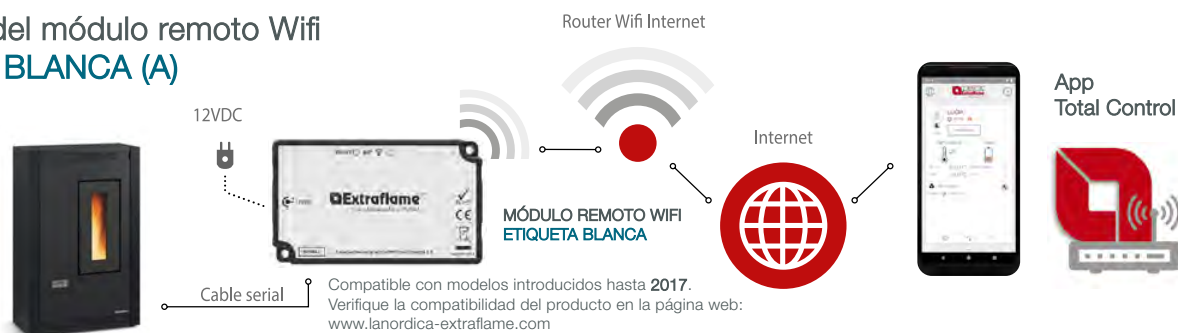 del módulo remoto Wifi
BLANCA (A)
Router Wifi Internet
12VDC
Internet
App
Total Control
Extraflame
MÓDULO REMOTO WIFI
ETIQUETA BLANCA
Cable serial
Compatible con modelos introducidos hasta 2017.
Verifique la compatibilidad del producto en la página web:
www.lanordica-extraflame.com